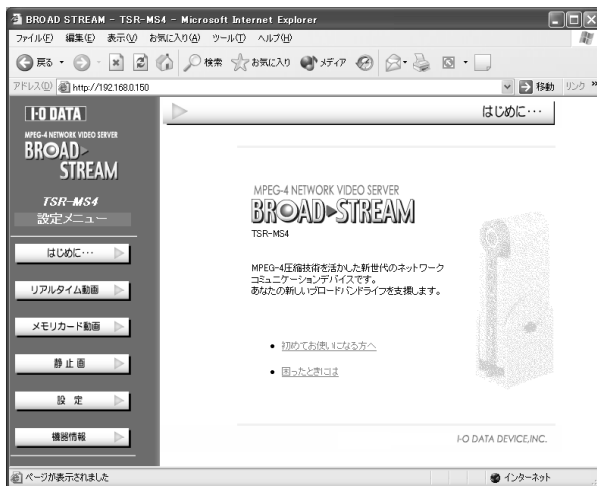 BROAD STREAM - TSR-MS4 - Microsoft Internet Explorer
ファイル(F) 編集(E) 表示(V) お気に入り(A) ツール(T) ヘルプ(H)
戻る 検索 お気に入り メディア
アドレス(D) http://192.168.0.150 移動 リンク »
I-O DATA
MPEG-4 NETWORK VIDEO SERVER
BROAD
STREAM
TSR-MS4
設定メニュー
はじめに…
リアルタイム動画
メモリカード動画
静止画
設 定
機器情報
はじめに…
MPEG-4 NETWORK VIDEO SERVER
BROAD STREAM
TSR-MS4
MPEG-4圧縮技術を活かした新世代のネットワーク
コミュニケーションデバイスです。
あなたの新しいブロードバンドライフを支援します。
• 初めてお使いになる方へ
• 困ったときには
I-O DATA DEVICE,INC.
ページが表示されました インターネット